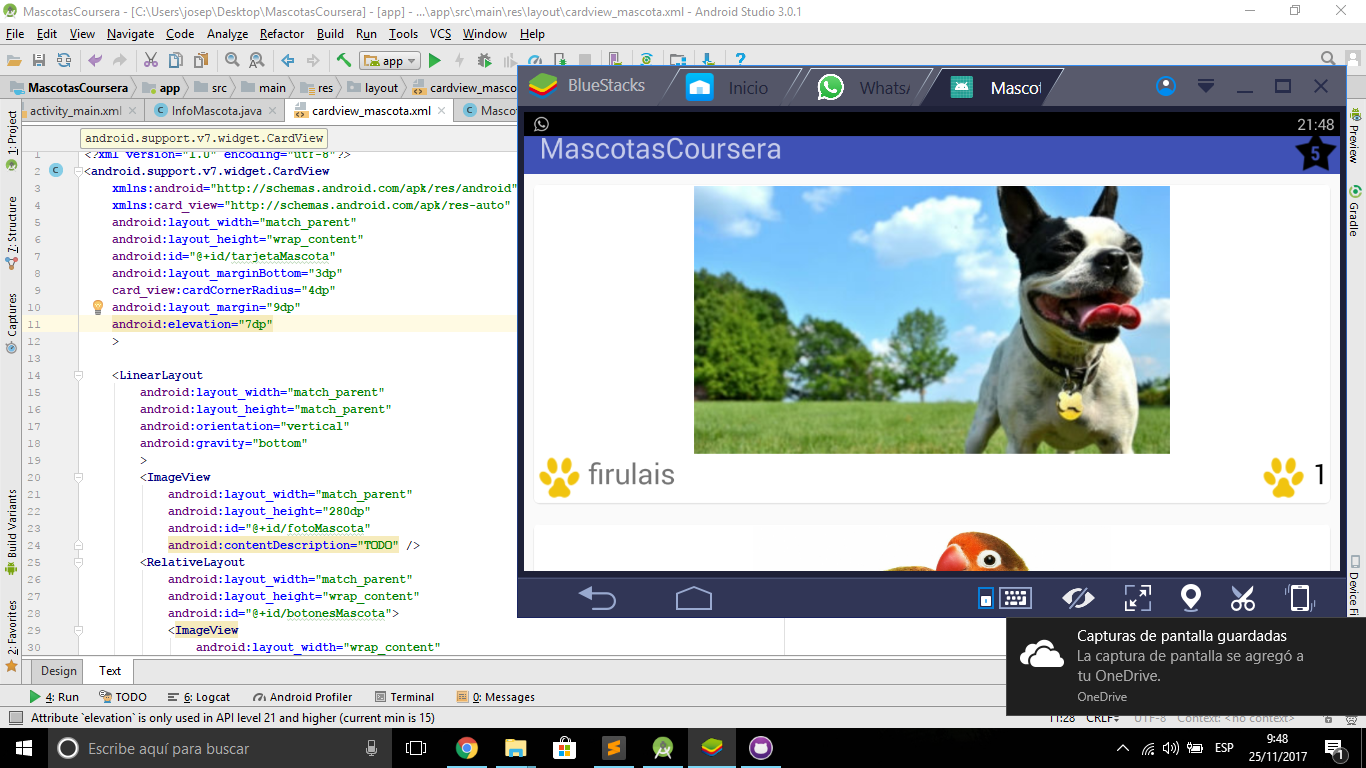 MascotasCoursera - [C:\Users\josep\Desktop\MascotasCoursera] - [app] - ...\app\src\main\res\layout\cardview_mascota.xml - Android Studio 3.0.1
File Edit View Navigate Code Analyze Refactor Build Run Tools VCS Window Help
app
MascotasCoursera app src main res layout cardview_masco
activity_main.xml InfoMascota.java cardview_mascota.xml Mascot
android.support.v7.widget.CardView
1 <?xml version="1.0" encoding="utf-8"?>
2 <android.support.v7.widget.CardView
3 xmlns:android="http://schemas.android.com/apk/res/android"
4 xmlns:card_view="http://schemas.android.com/apk/res-auto"
5 android:layout_width="match_parent"
6 android:layout_height="wrap_content"
7 android:id="@+id/tarjetaMascota"
8 android:layout_marginBottom="3dp"
9 card_view:cardCornerRadius="4dp"
10 android:layout_margin="9dp"
11 android:elevation="7dp"
12 >
13
14 <LinearLayout
15 android:layout_width="match_parent"
16 android:layout_height="match_parent"
17 android:orientation="vertical"
18 android:gravity="bottom"
19 >
20 <ImageView
21 android:layout_width="match_parent"
22 android:layout_height="280dp"
23 android:id="@+id/fotoMascota"
24 android:contentDescription="TODO" />
25 <RelativeLayout
26 android:layout_width="match_parent"
27 android:layout_height="wrap_content"
28 android:id="@+id/botonesMascota">
29 <ImageView
30 android:layout_width="wrap_content"
1: Project
7: Structure
Captures
Build Variants
2: Favorites
BlueStacks Inicio WhatsA Mascot
21:48
MascotasCoursera 5
firulais 1
Preview
Gradle
Device Fi
Design Text
4: Run TODO 6: Logcat Android Profiler Terminal 0: Messages
Attribute `elevation` is only used in API level 21 and higher (current min is 15)
11:28 CRLF UTF-8 Context: <no context>
Capturas de pantalla guardadas
La captura de pantalla se agregó a
tu OneDrive.
OneDrive
Escribe aquí para buscar
ESP
9:48
25/11/2017
1